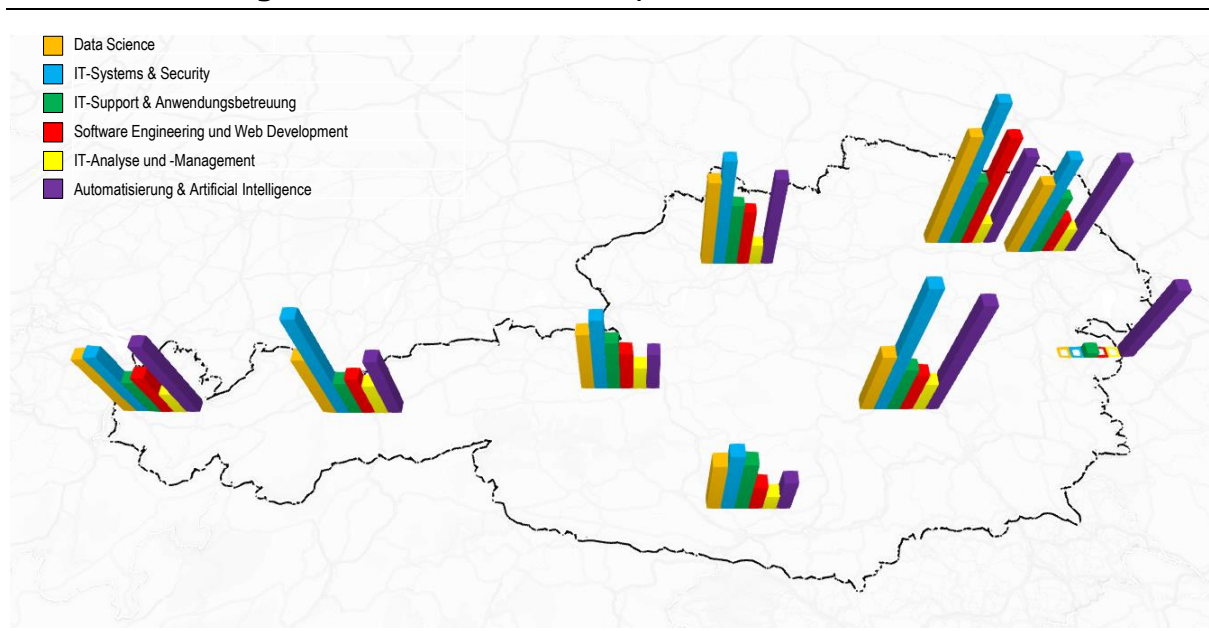 Data Science
IT-Systems & Security
IT-Support & Anwendungsbetreuung
Software Engineering und Web Development
IT-Analyse und -Management
Automatisierung & Artificial Intelligence